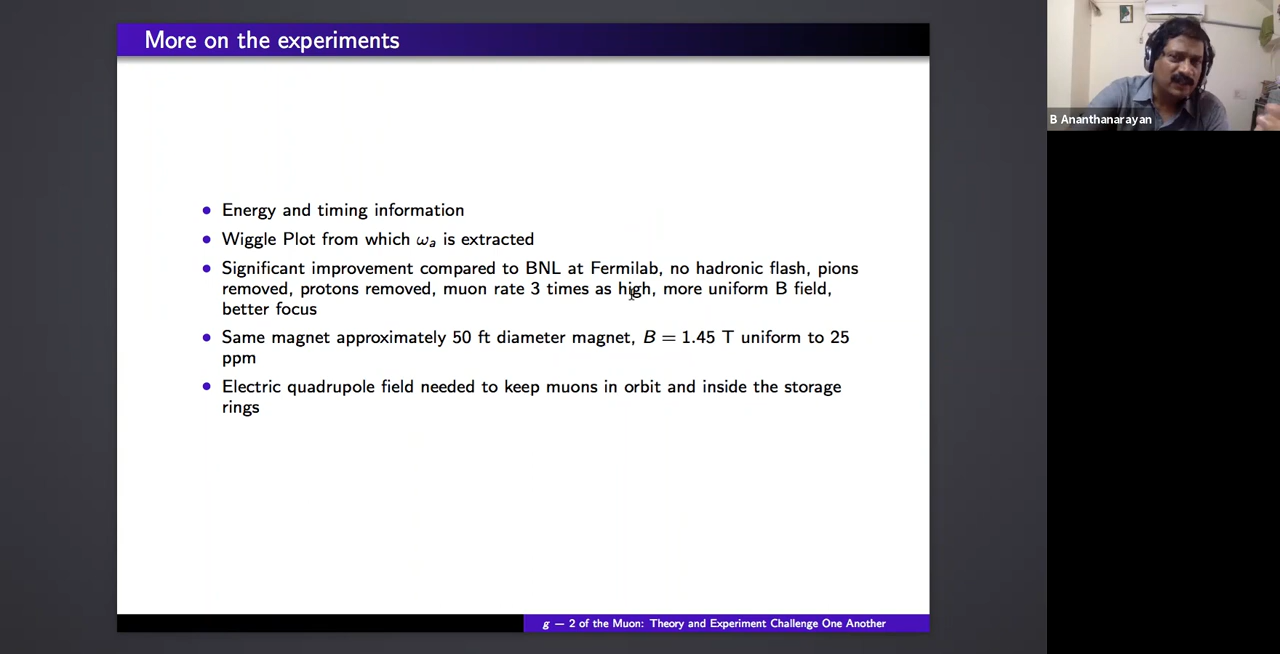 More on the experiments
B Ananthanarayan
• Energy and timing information
• Wiggle Plot from which ωₐ is extracted
• Significant improvement compared to BNL at Fermilab, no hadronic flash, pions
removed, protons removed, muon rate 3 times as high, more uniform B field,
better focus
• Same magnet approximately 50 ft diameter magnet, B = 1.45 T uniform to 25
ppm
• Electric quadrupole field needed to keep muons in orbit and inside the storage
rings
g − 2 of the Muon: Theory and Experiment Challenge One Another